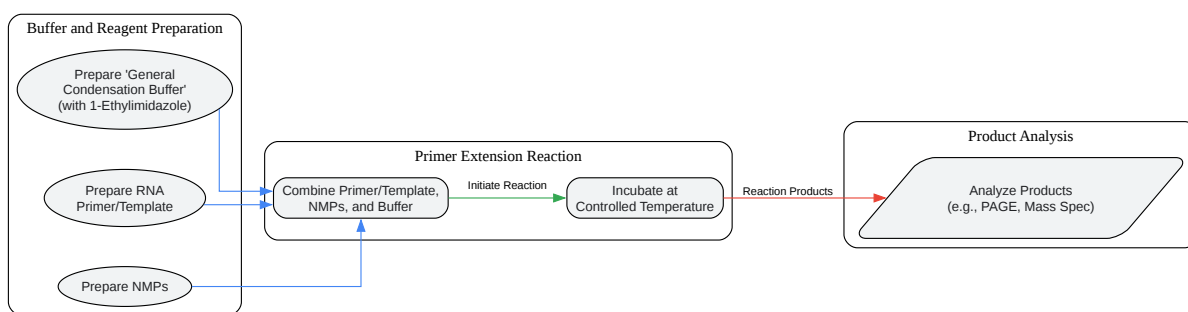 Buffer and Reagent Preparation
Prepare 'General
Condensation Buffer'
(with 1-Ethylimidazole)
Prepare RNA
Primer/Template
Prepare NMPs
Primer Extension Reaction
Combine Primer/Template,
NMPs, and Buffer
Initiate Reaction
Incubate at
Controlled Temperature
Reaction Products
Product Analysis
Analyze Products
(e.g., PAGE, Mass Spec)